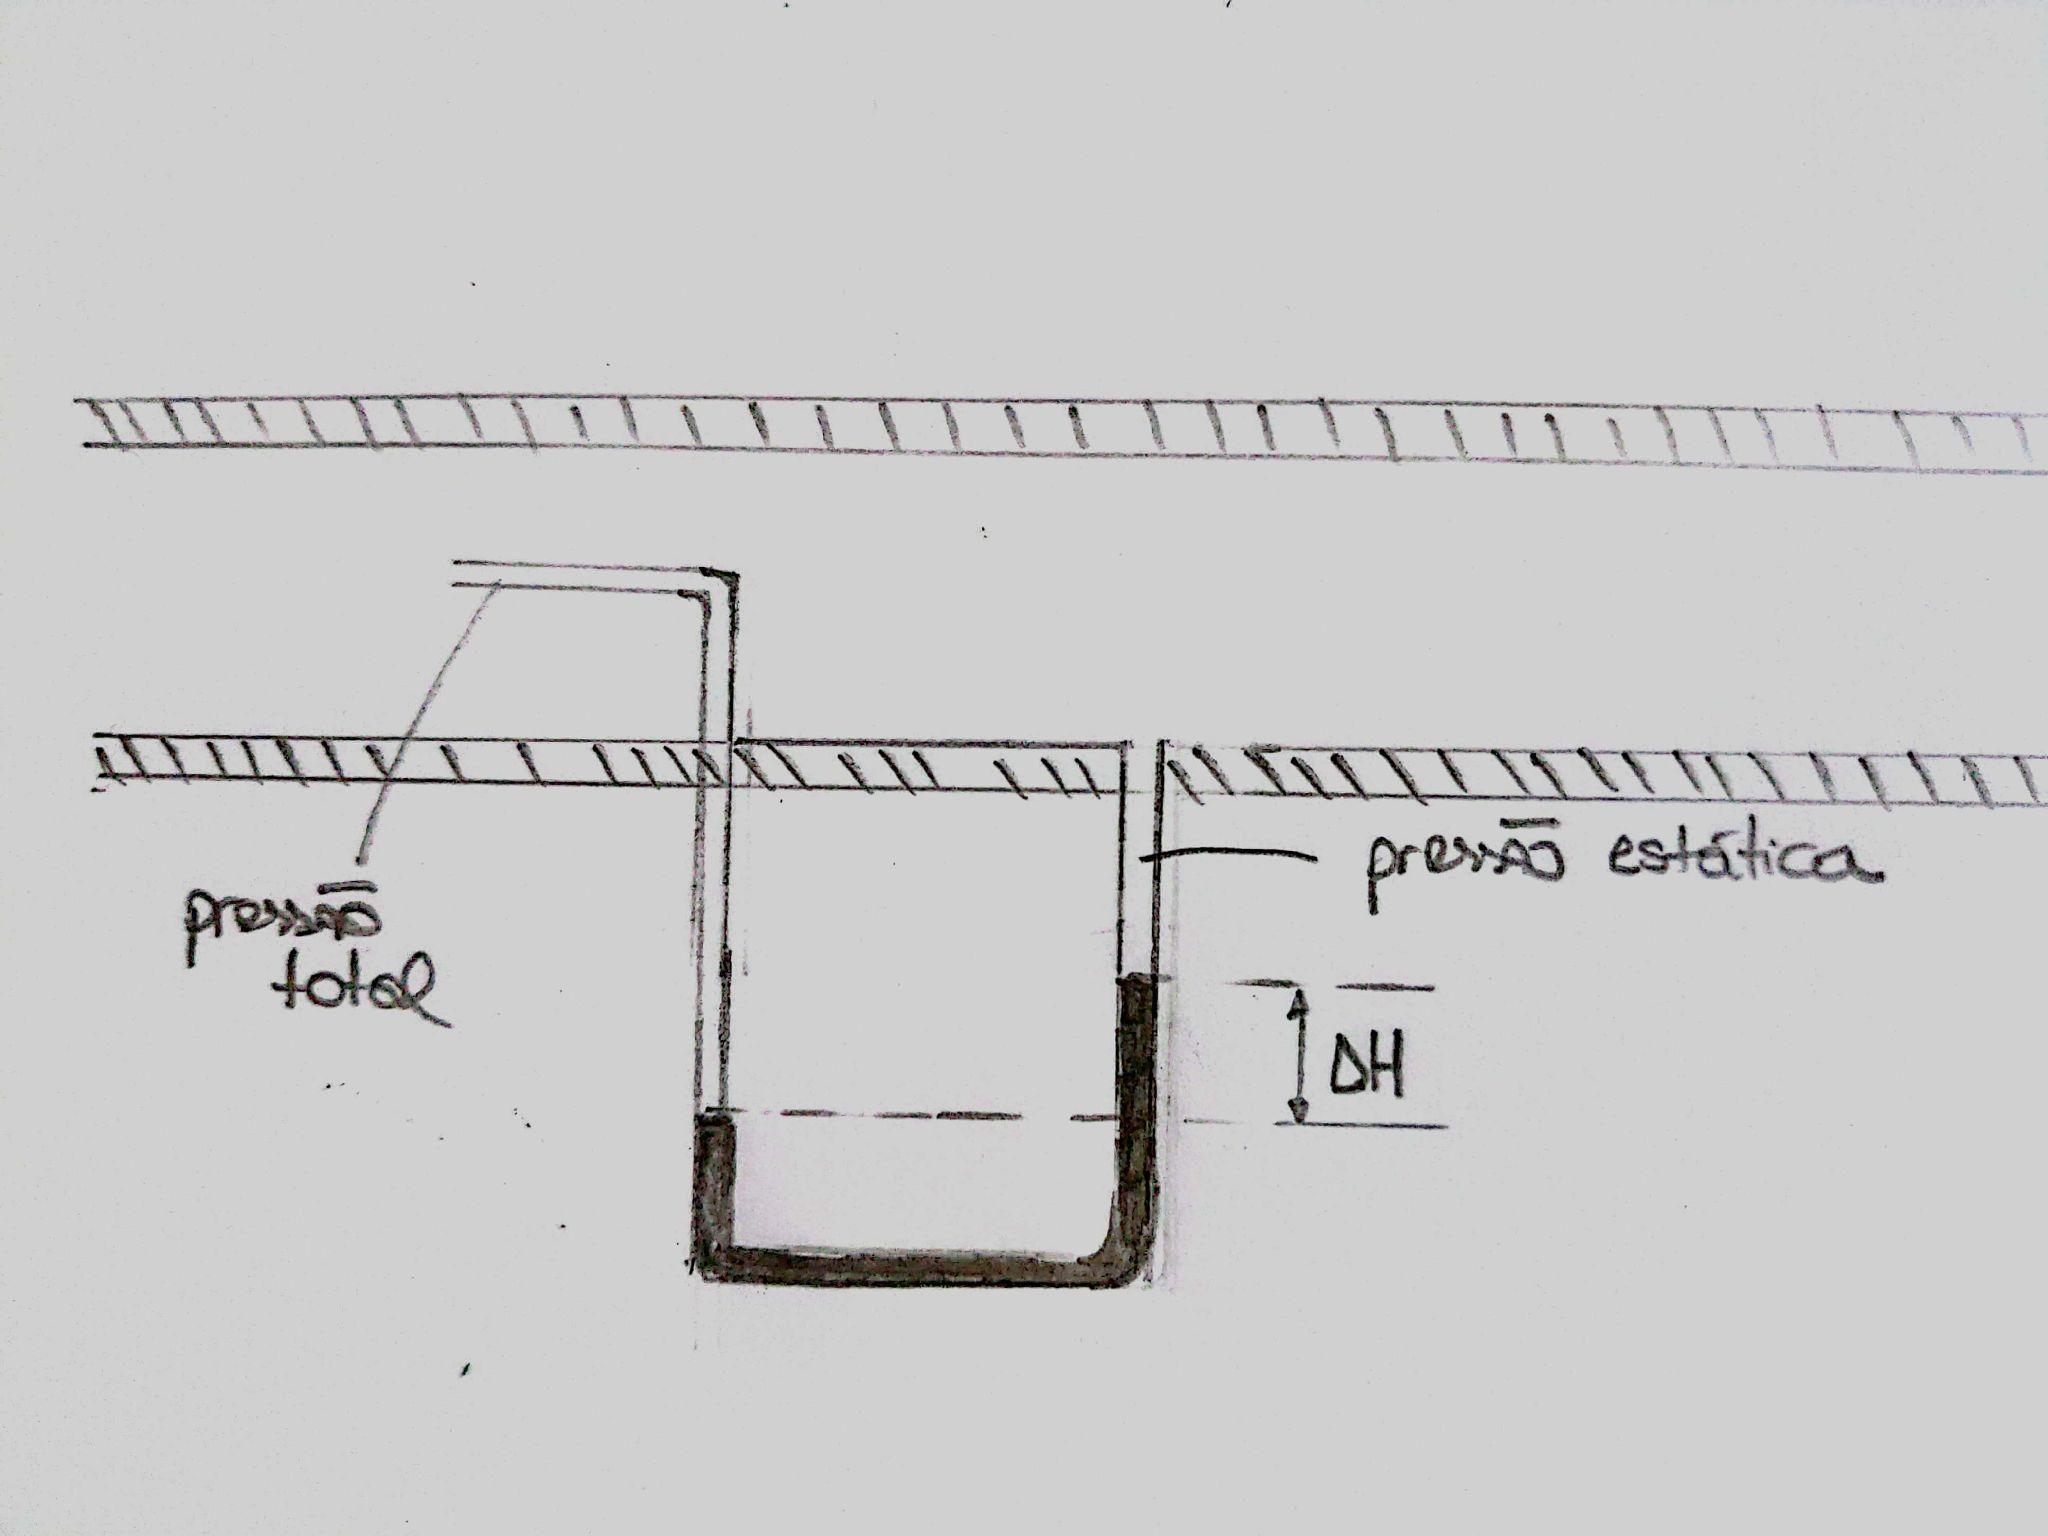 pressão estática
pressão
total
ΔH